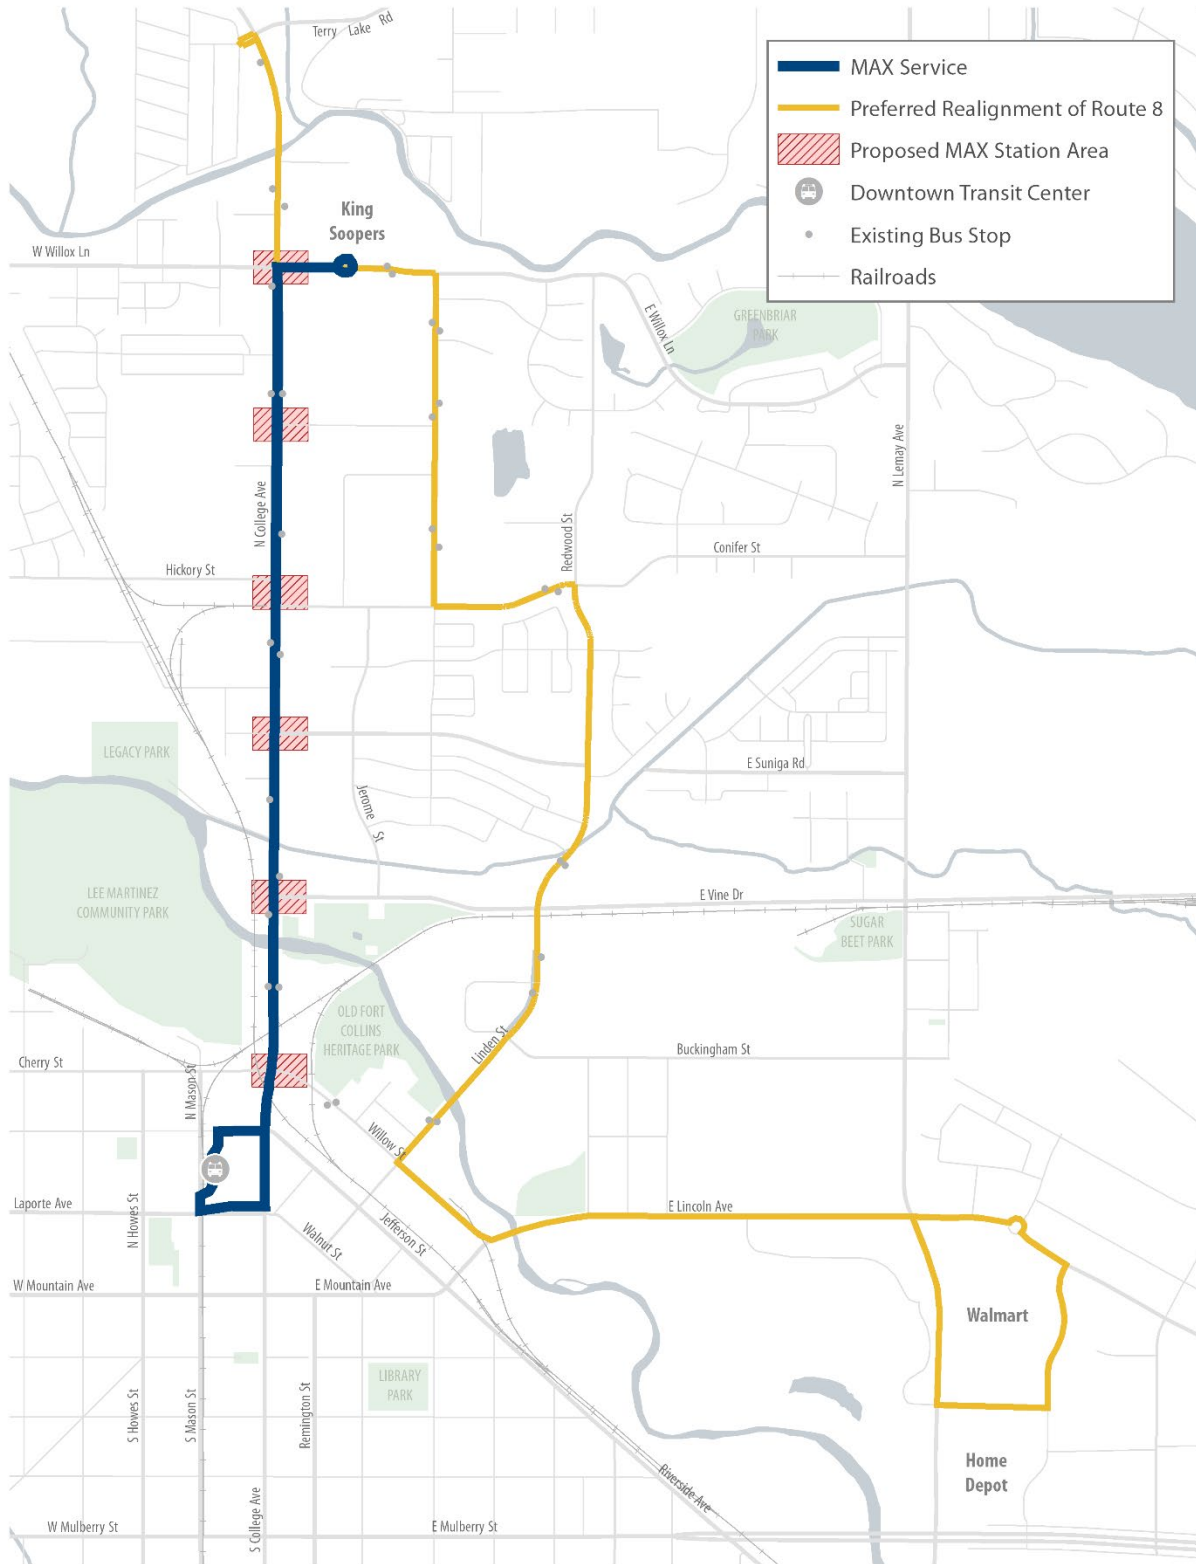 Terry Lake Rd
MAX Service
Preferred Realignment of Route 8
Proposed MAX Station Area
Downtown Transit Center
Existing Bus Stop
Railroads
King
Soopers
W Willox Ln
E Willox Ln
GREENBRIAR
PARK
N Lemay Ave
N College Ave
Redwood St
Conifer St
Hickory St
LEGACY PARK
E Suniga Rd
Jerome St
LEE MARTINEZ
COMMUNITY PARK
E Vine Dr
SUGAR
BEET PARK
OLD FORT
COLLINS
HERITAGE PARK
Linden St
Buckingham St
Cherry St
N Mason St
Willow St
Laporte Ave
N Howes St
E Lincoln Ave
Walnut St
Jefferson St
W Mountain Ave
E Mountain Ave
Walmart
LIBRARY
PARK
S Howes St
S Mason St
Remington St
Home
Depot
Riverside Ave
S College Ave
W Mulberry St
E Mulberry St